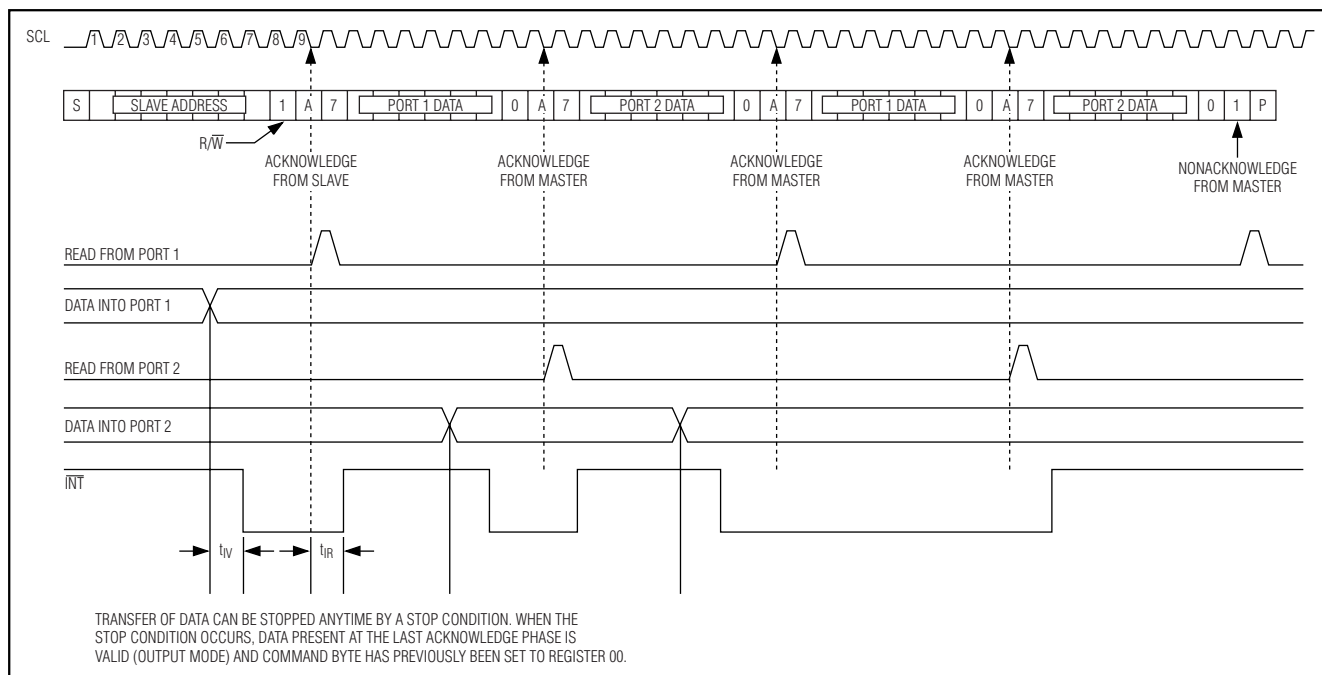 SCL 1 2 3 4 5 6 7 8 9
S SLAVE ADDRESS 1 A 7 PORT 1 DATA 0 A 7 PORT 2 DATA 0 A 7 PORT 1 DATA 0 A 7 PORT 2 DATA 0 1 P
R/W̅
ACKNOWLEDGE
FROM SLAVE
ACKNOWLEDGE
FROM MASTER
ACKNOWLEDGE
FROM MASTER
ACKNOWLEDGE
FROM MASTER
NONACKNOWLEDGE
FROM MASTER
READ FROM PORT 1
DATA INTO PORT 1
READ FROM PORT 2
DATA INTO PORT 2
I̅N̅T̅
tIV tIR
TRANSFER OF DATA CAN BE STOPPED ANYTIME BY A STOP CONDITION. WHEN THE
STOP CONDITION OCCURS, DATA PRESENT AT THE LAST ACKNOWLEDGE PHASE IS
VALID (OUTPUT MODE) AND COMMAND BYTE HAS PREVIOUSLY BEEN SET TO REGISTER 00.